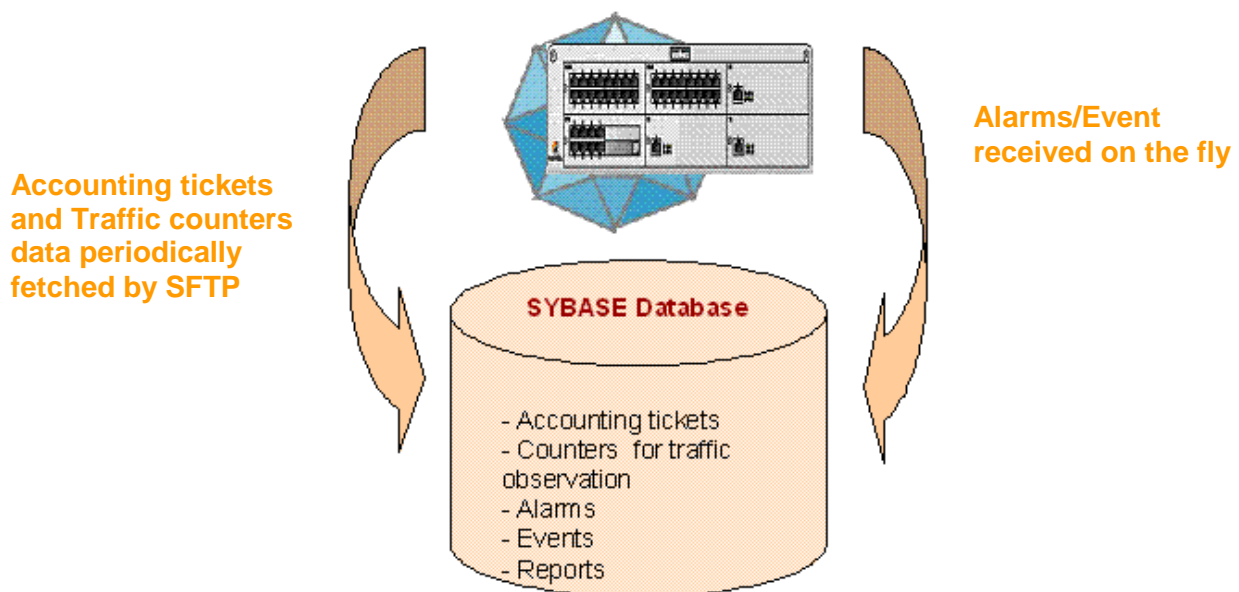 Accounting tickets
and Traffic counters
data periodically
fetched by SFTP
Alarms/Event
received on the fly
SYBASE Database
- Accounting tickets
- Counters for traffic
observation
- Alarms
- Events
- Reports